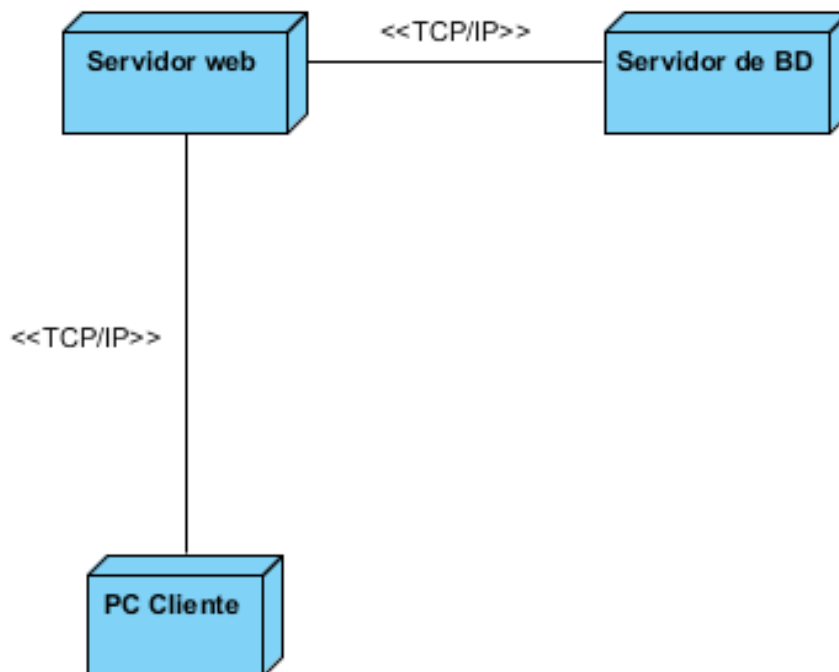 <<TCP/IP>>
Servidor web
Servidor de BD
<<TCP/IP>>
PC Cliente